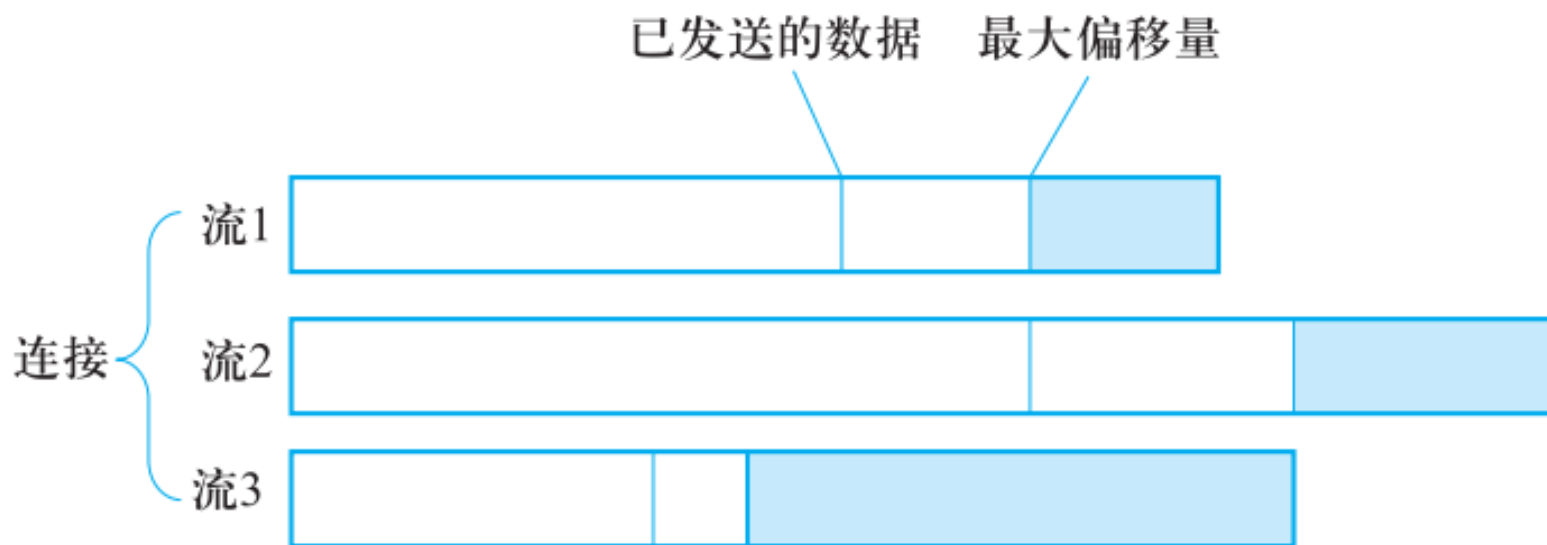 已发送的数据 最大偏移量
流1
连接
流2
流3